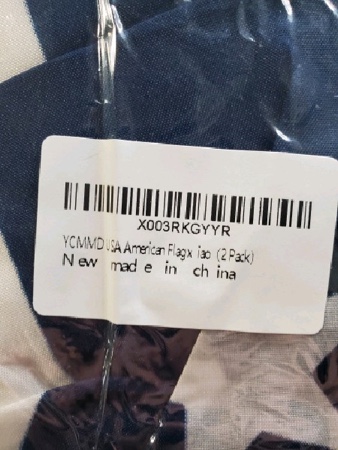 X003RKGYYR
YCMMD USA American Flag (2 Pack)
New made in china